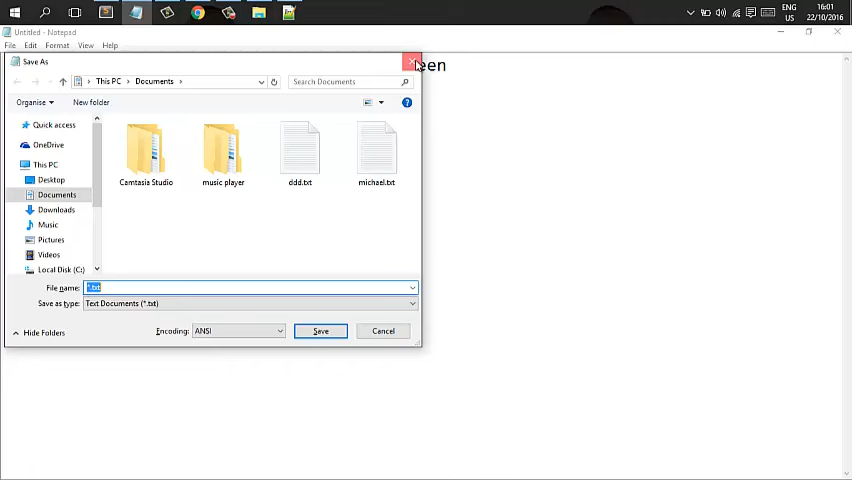 ENG
16:01
US
22/10/2016
Untitled - Notepad
File Edit Format View Help
Save As
een
This PC > Documents >
Search Documents
Organise
New folder
Quick access
OneDrive
This PC
Desktop
Documents
Downloads
Music
Pictures
Videos
Local Disk (C:)
Camtasia Studio
music player
ddd.txt
michael.txt
File name: *.txt
Save as type: Text Documents (*.txt)
Hide Folders
Encoding: ANSI
Save
Cancel